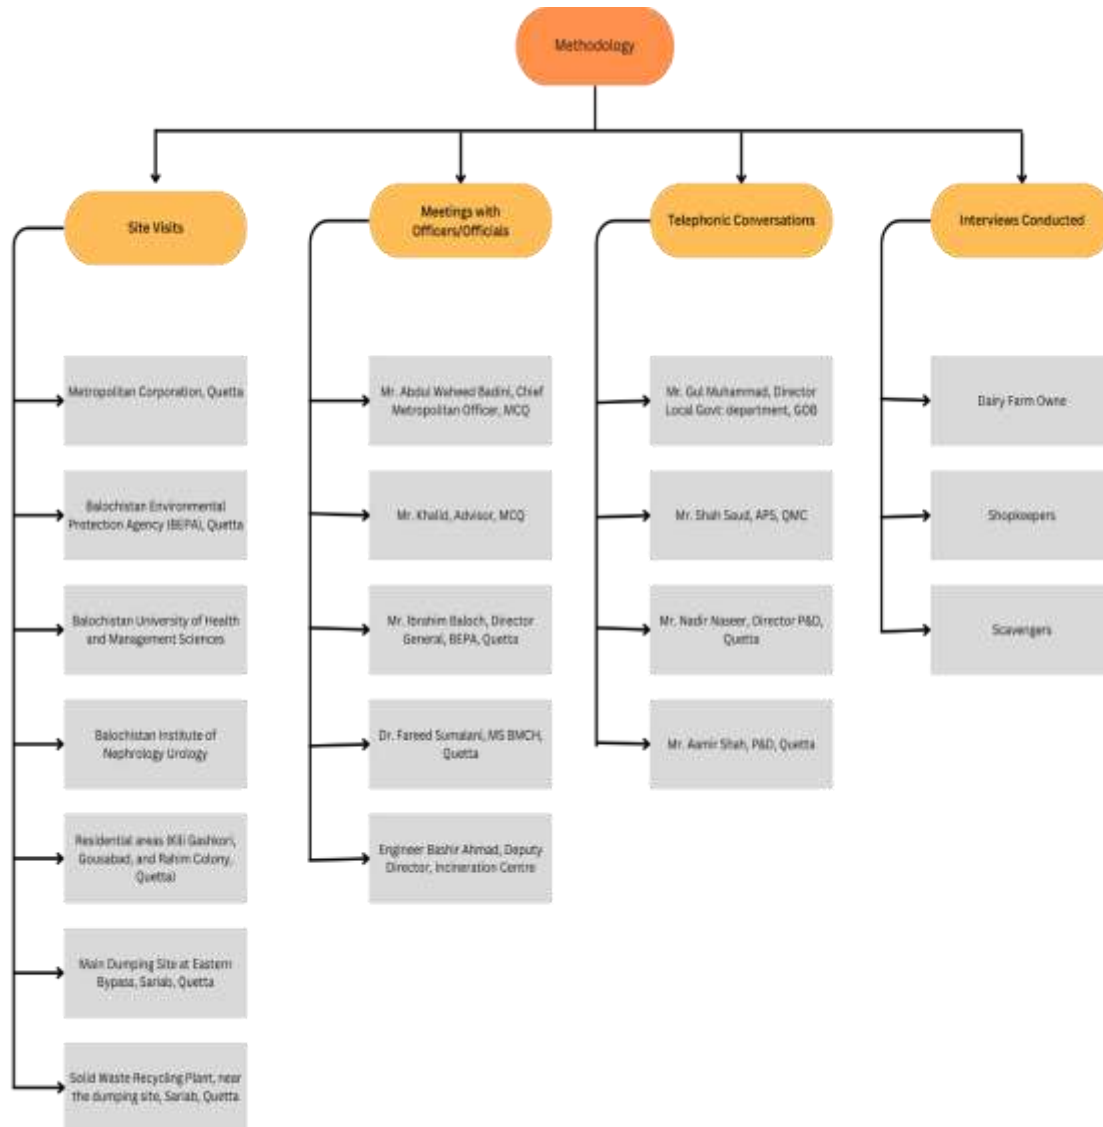 Methodology
Site Visits
Metropolitan Corporation, Quetta
Balochistan Environmental
Protection Agency (BEPA), Quetta
Balochistan University of Health
and Management Sciences
Balochistan Institute of
Nephrology Urology
Residential areas (Killi Gashkori,
Gousabad, and Rahim Colony,
Quetta)
Main Dumping Site at Eastern
Bypass, Sariab, Quetta
Solid Waste Recycling Plant, near
the dumping site, Sariab, Quetta
Meetings with
Officers/Officials
Mr. Abdul Waheed Badini, Chief
Metropolitan Officer, MCQ
Mr. Khalid, Advisor, MCQ
Mr. Ibrahim Baloch, Director
General, BEPA, Quetta
Dr. Fareed Sumalani, MS BMCH,
Quetta
Engineer Bashir Ahmad, Deputy
Director, Incineration Centre
Telephonic Conversations
Mr. Gul Muhammad, Director
Local Govt: department, GOB
Mr. Shah Saud, APS, QMC
Mr. Nadir Naseer, Director P&D,
Quetta
Mr. Aamir Shah, P&D, Quetta
Interviews Conducted
Dairy Farm Owne
Shopkeepers
Scavengers